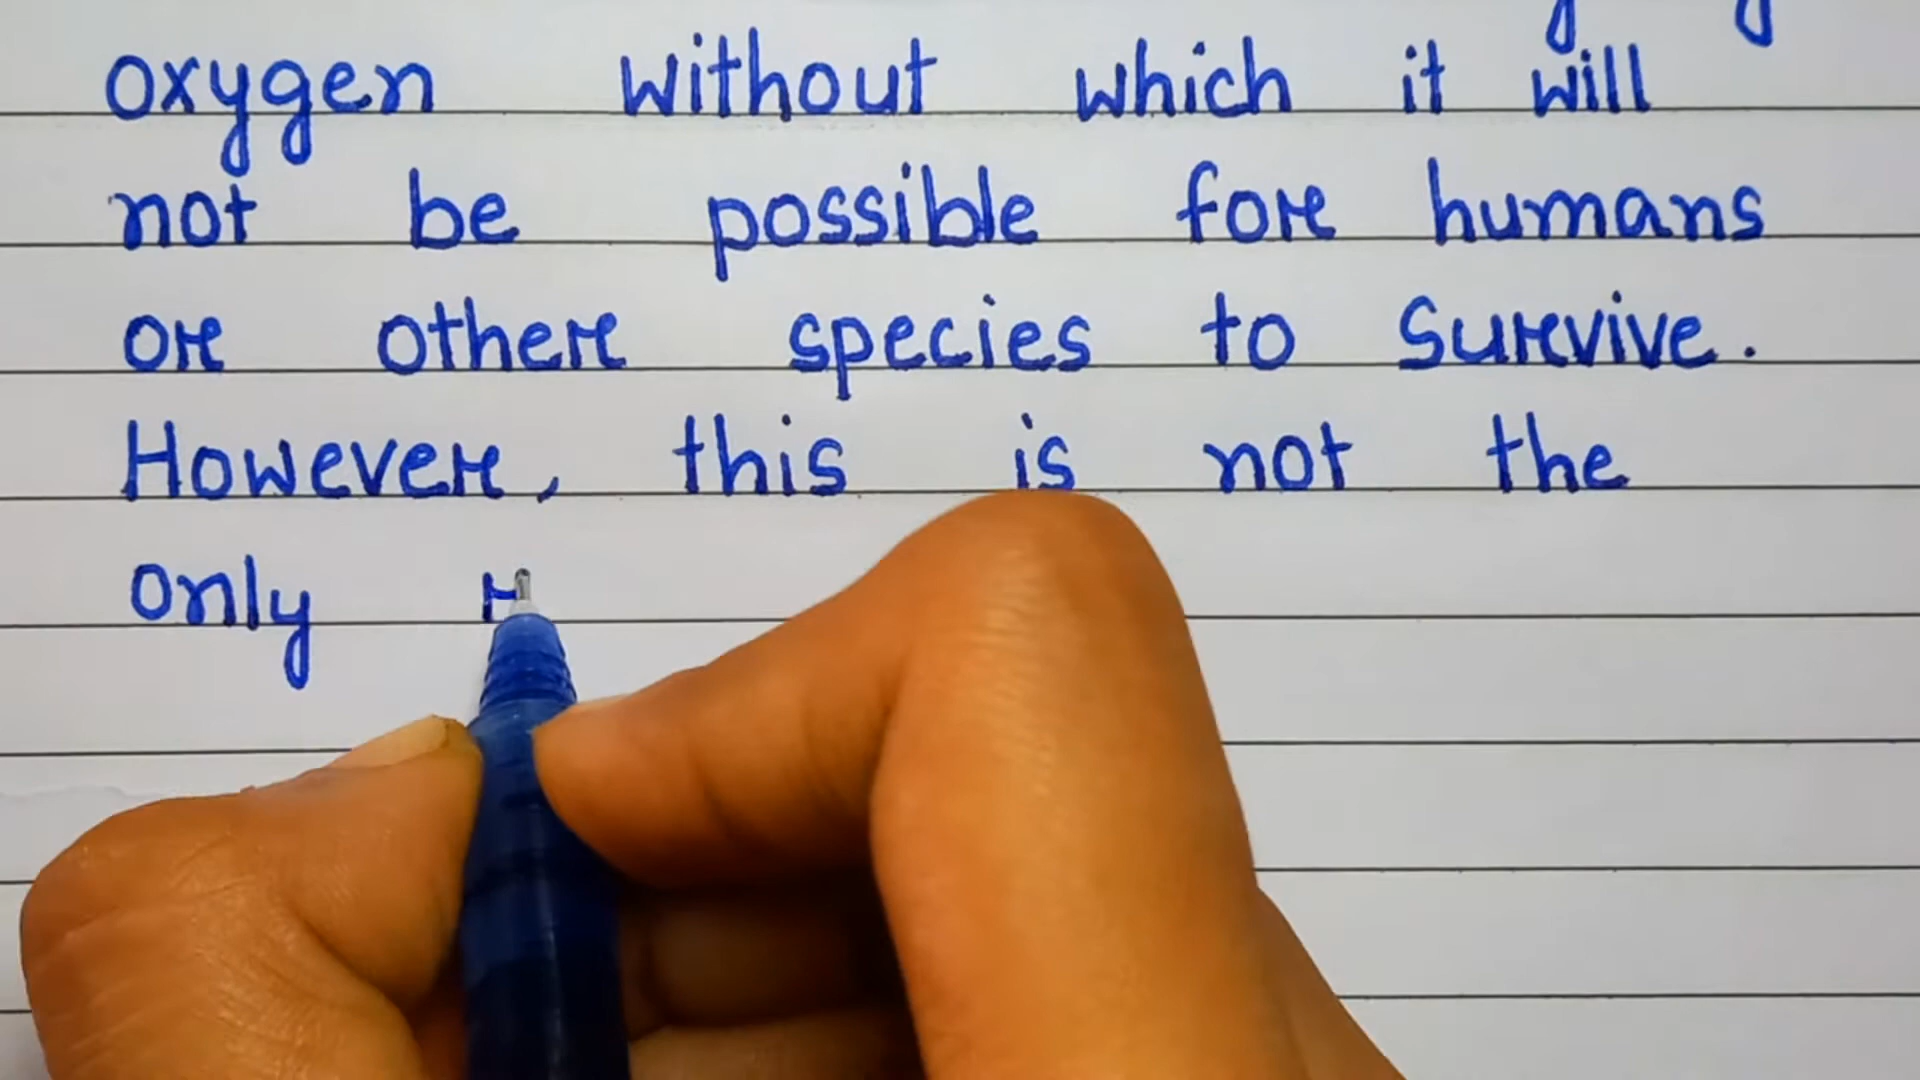 oxygen without which it will
not be possible for humans
or other species to survive.
However, this is not the
only